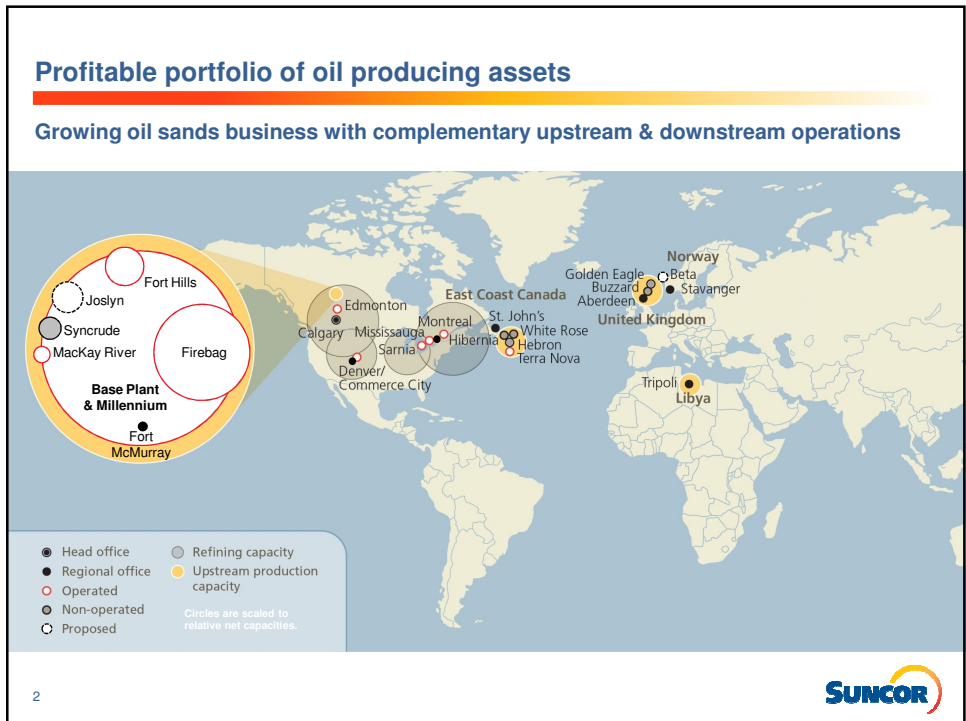 Profitable portfolio of oil producing assets
Growing oil sands business with complementary upstream & downstream operations
Fort Hills
Joslyn
Syncrude
MacKay River
Firebag
Base Plant
& Millennium
Fort
McMurray
Edmonton
Calgary
East Coast Canada
Mississauga
Montreal
Sarnia
Denver/
Commerce City
St. John's
White Rose
Hibernia
Hebron
Terra Nova
Norway
Golden Eagle
Beta
Buzzard
Stavanger
Aberdeen
United Kingdom
Tripoli
Libya
Head office
Regional office
Operated
Non-operated
Proposed
Refining capacity
Upstream production
capacity
Circles are scaled to
relative net capacities.
2
SUNCOR